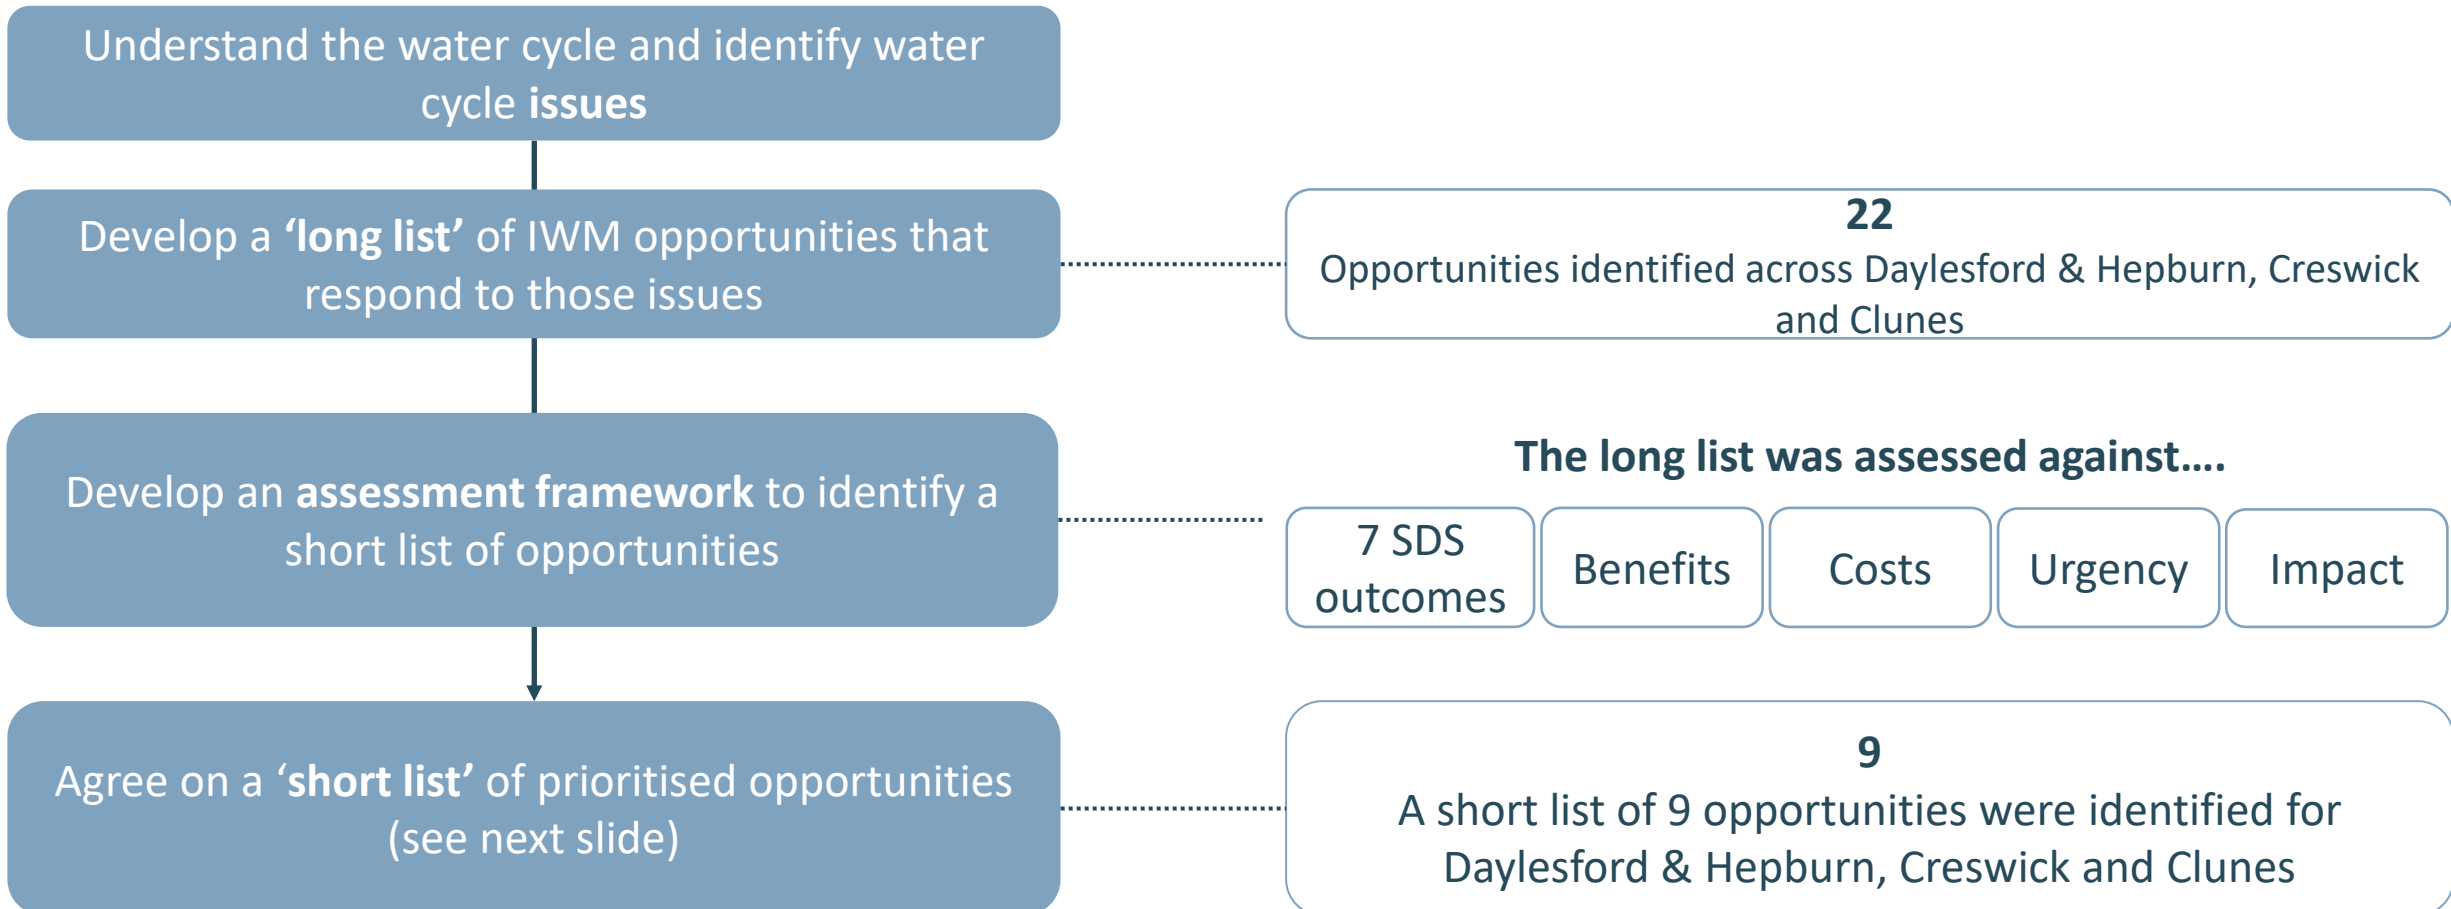 Understand the water cycle and identify water
cycle issues
Develop a ‘long list’ of IWM opportunities that
respond to those issues
22
Opportunities identified across Daylesford & Hepburn, Creswick
and Clunes
Develop an assessment framework to identify a
short list of opportunities
The long list was assessed against....
7 SDS
outcomes
Benefits
Costs
Urgency
Impact
Agree on a ‘short list’ of prioritised opportunities
(see next slide)
9
A short list of 9 opportunities were identified for
Daylesford & Hepburn, Creswick and Clunes